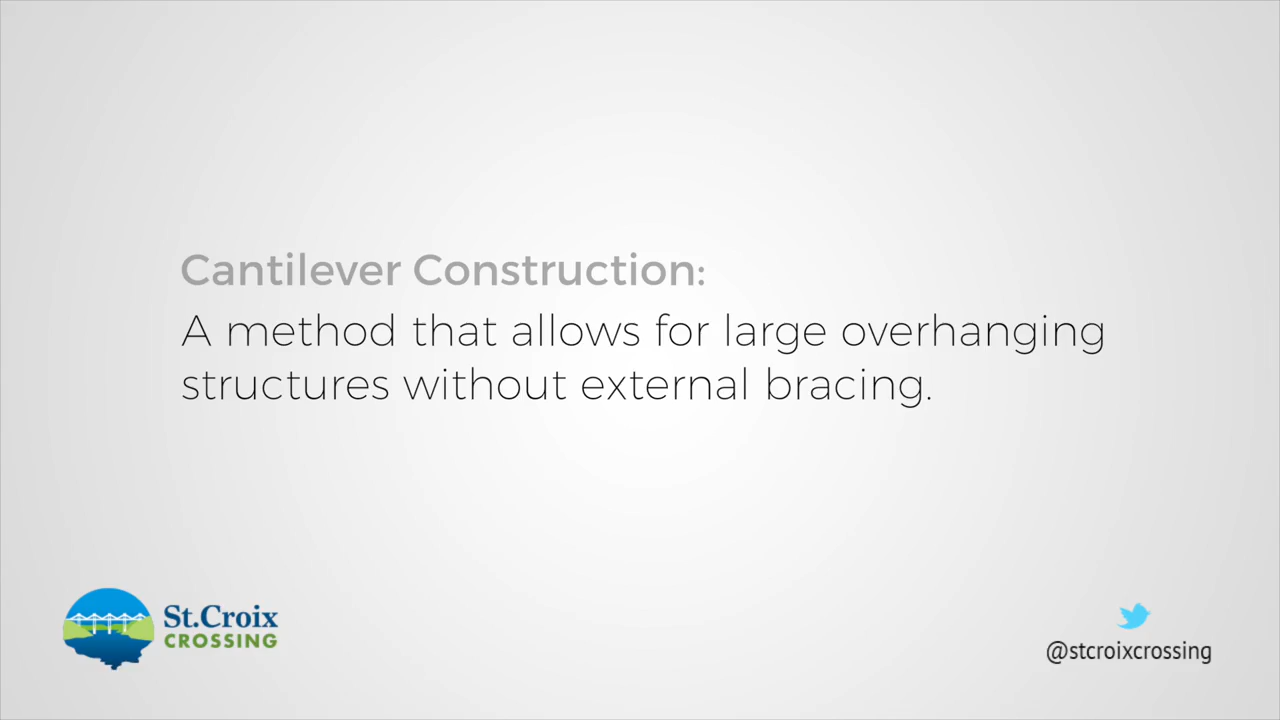 Cantilever Construction:
A method that allows for large overhanging
structures without external bracing.
St.Croix
CROSSING
@stcroixcrossing